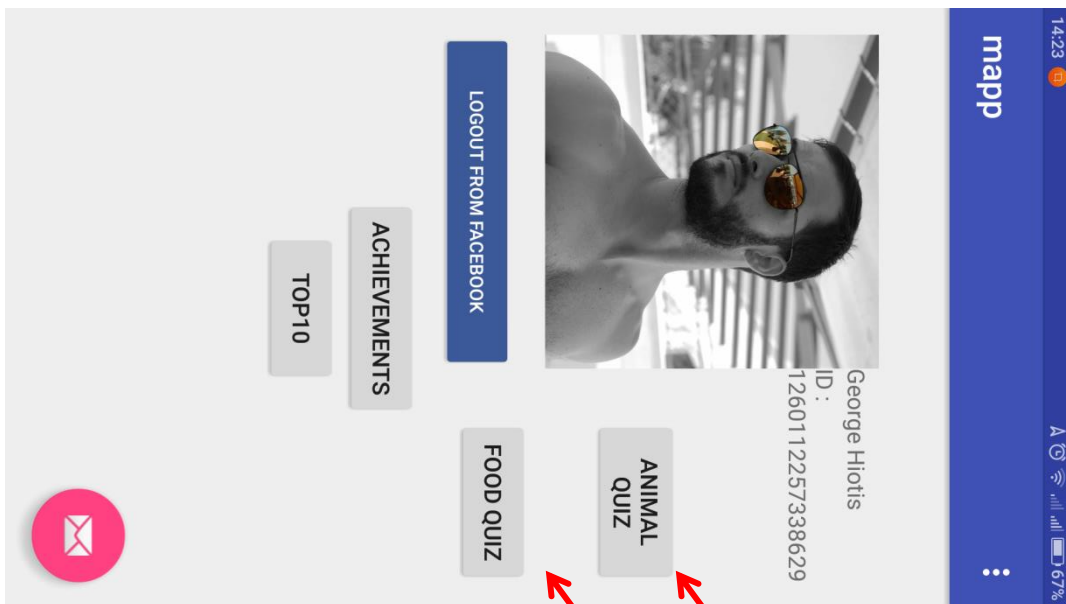 14:23
67%
mapp
George Hiotis
ID :
1260112257338629
ANIMAL
QUIZ
LOGOUT FROM FACEBOOK
FOOD QUIZ
ACHIEVEMENTS
TOP10